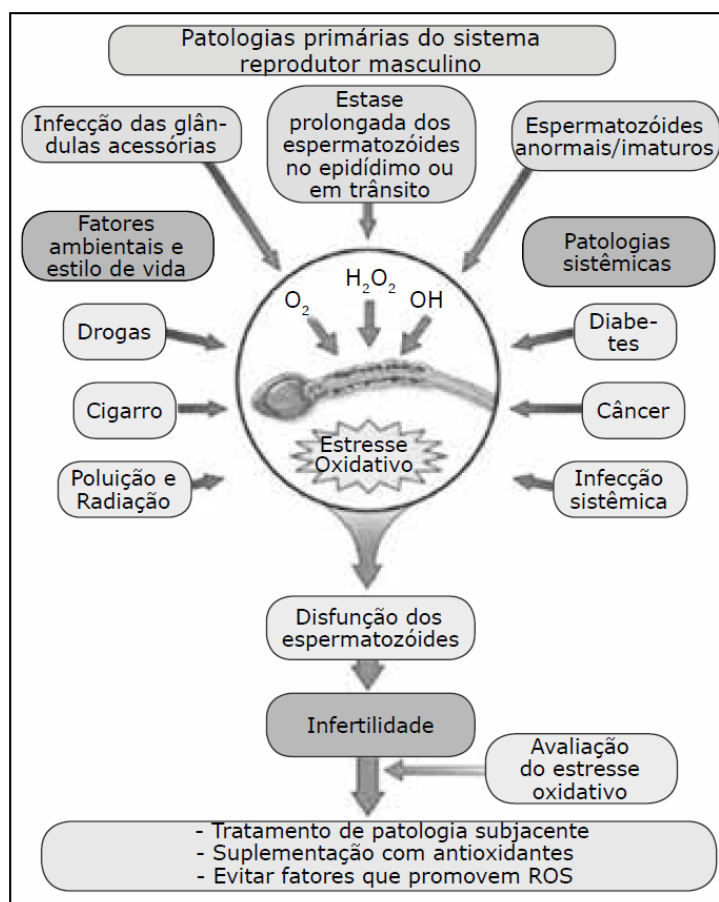 Patologias primárias do sistema
reprodutor masculino
Infecção das glân-
dulas acessórias
Estase
prolongada dos
espermatozóides
no epidídimo ou
em trânsito
Espermatozóides
anormais/imaturos
Fatores
ambientais e
estilo de vida
Patologias
sistêmicas
O₂
H₂O₂
OH
Drogas
Cigarro
Poluição e
Radiação
Diabe-
tes
Câncer
Infecção
sistêmica
Estresse
Oxidativo
Disfunção dos
espermatozóides
Infertilidade
Avaliação
do estresse
oxidativo
- Tratamento de patologia subjacente
- Suplementação com antioxidantes
- Evitar fatores que promovem ROS